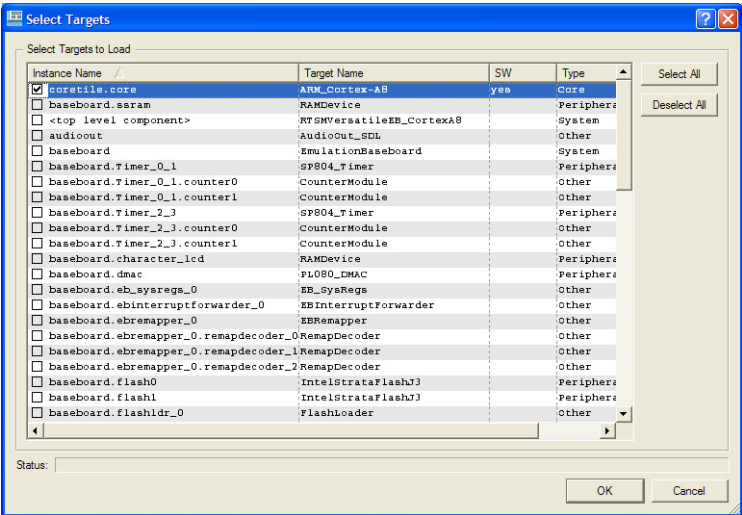 Select Targets
Select Targets to Load
Instance Name Target Name SW Type
coretile.core ARM_Cortex-A8 yes Core
baseboard.ssram RAMDevice Periphera
<top level component> RTSMVersatileEB_CortexA8 System
audioout AudioOut_SDL Other
baseboard EmulationBaseboard System
baseboard.Timer_0_1 SP804_Timer Periphera
baseboard.Timer_0_1.counter0 CounterModule Other
baseboard.Timer_0_1.counter1 CounterModule Other
baseboard.Timer_2_3 SP804_Timer Periphera
baseboard.Timer_2_3.counter0 CounterModule Other
baseboard.Timer_2_3.counter1 CounterModule Other
baseboard.character_lcd RAMDevice Periphera
baseboard.dmac PL080_DMAC Periphera
baseboard.eb_sysregs_0 EB_SysRegs Other
baseboard.ebinterruptforwarder_0 EBInterruptForwarder Other
baseboard.ebremapper_0 EBRemapper Other
baseboard.ebremapper_0.remapdecoder_0 RemapDecoder Other
baseboard.ebremapper_0.remapdecoder_1 RemapDecoder Other
baseboard.ebremapper_0.remapdecoder_2 RemapDecoder Other
baseboard.flash0 IntelStrataFlashJ3 Periphera
baseboard.flash1 IntelStrataFlashJ3 Periphera
baseboard.flashldr_0 FlashLoader Other
Select All
Deselect All
Status:
OK Cancel